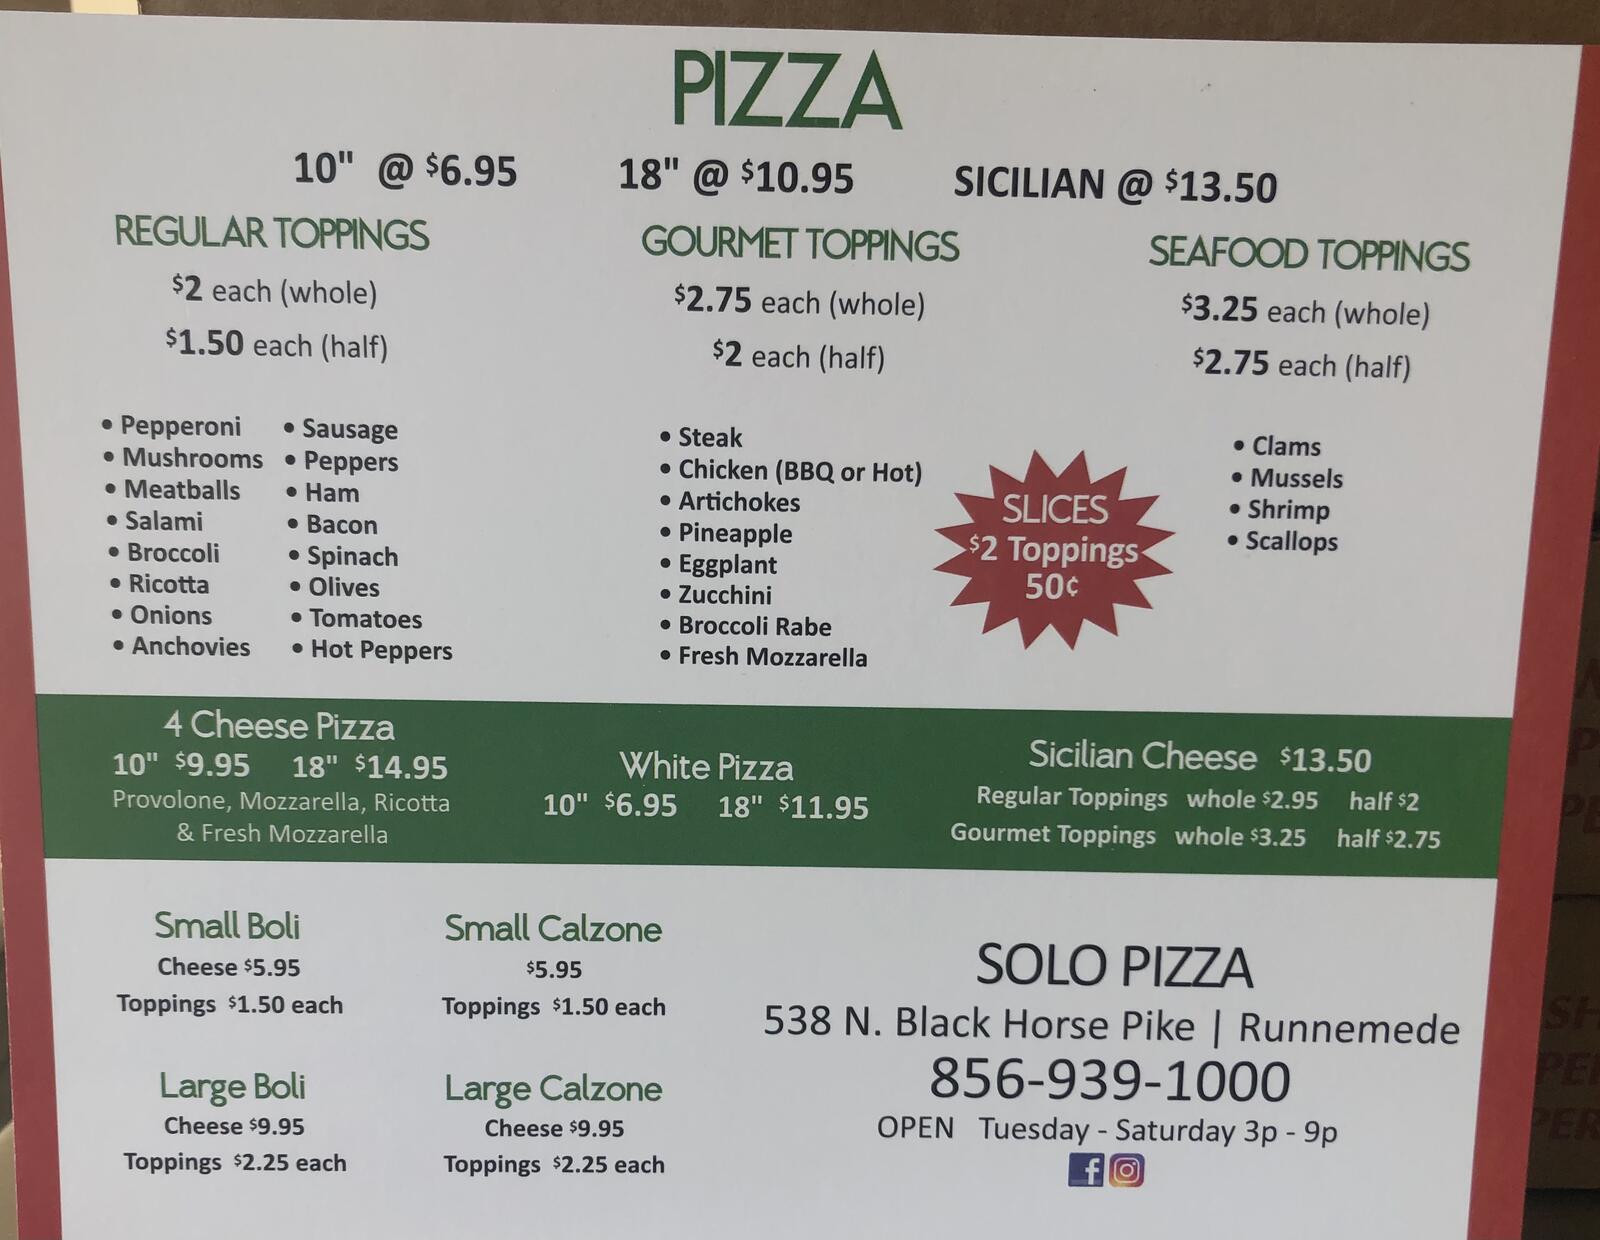 PIZZA
10" @ $6.95 18" @ $10.95 SICILIAN @ $13.50
REGULAR TOPPINGS
$2 each (whole)
$1.50 each (half)
• Pepperoni
• Mushrooms
• Meatballs
• Salami
• Broccoli
• Ricotta
• Onions
• Anchovies
• Sausage
• Peppers
• Ham
• Bacon
• Spinach
• Olives
• Tomatoes
• Hot Peppers
GOURMET TOPPINGS
$2.75 each (whole)
$2 each (half)
• Steak
• Chicken (BBQ or Hot)
• Artichokes
• Pineapple
• Eggplant
• Zucchini
• Broccoli Rabe
• Fresh Mozzarella
SLICES
$2 Toppings
50¢
SEAFOOD TOPPINGS
$3.25 each (whole)
$2.75 each (half)
• Clams
• Mussels
• Shrimp
• Scallops
4 Cheese Pizza
10" $9.95 18" $14.95
Provolone, Mozzarella, Ricotta
& Fresh Mozzarella
White Pizza
10" $6.95 18" $11.95
Sicilian Cheese $13.50
Regular Toppings whole $2.95 half $2
Gourmet Toppings whole $3.25 half $2.75
Small Boli
Cheese $5.95
Toppings $1.50 each
Small Calzone
$5.95
Toppings $1.50 each
Large Boli
Cheese $9.95
Toppings $2.25 each
Large Calzone
Cheese $9.95
Toppings $2.25 each
SOLO PIZZA
538 N. Black Horse Pike | Runnemede
856-939-1000
OPEN Tuesday - Saturday 3p - 9p